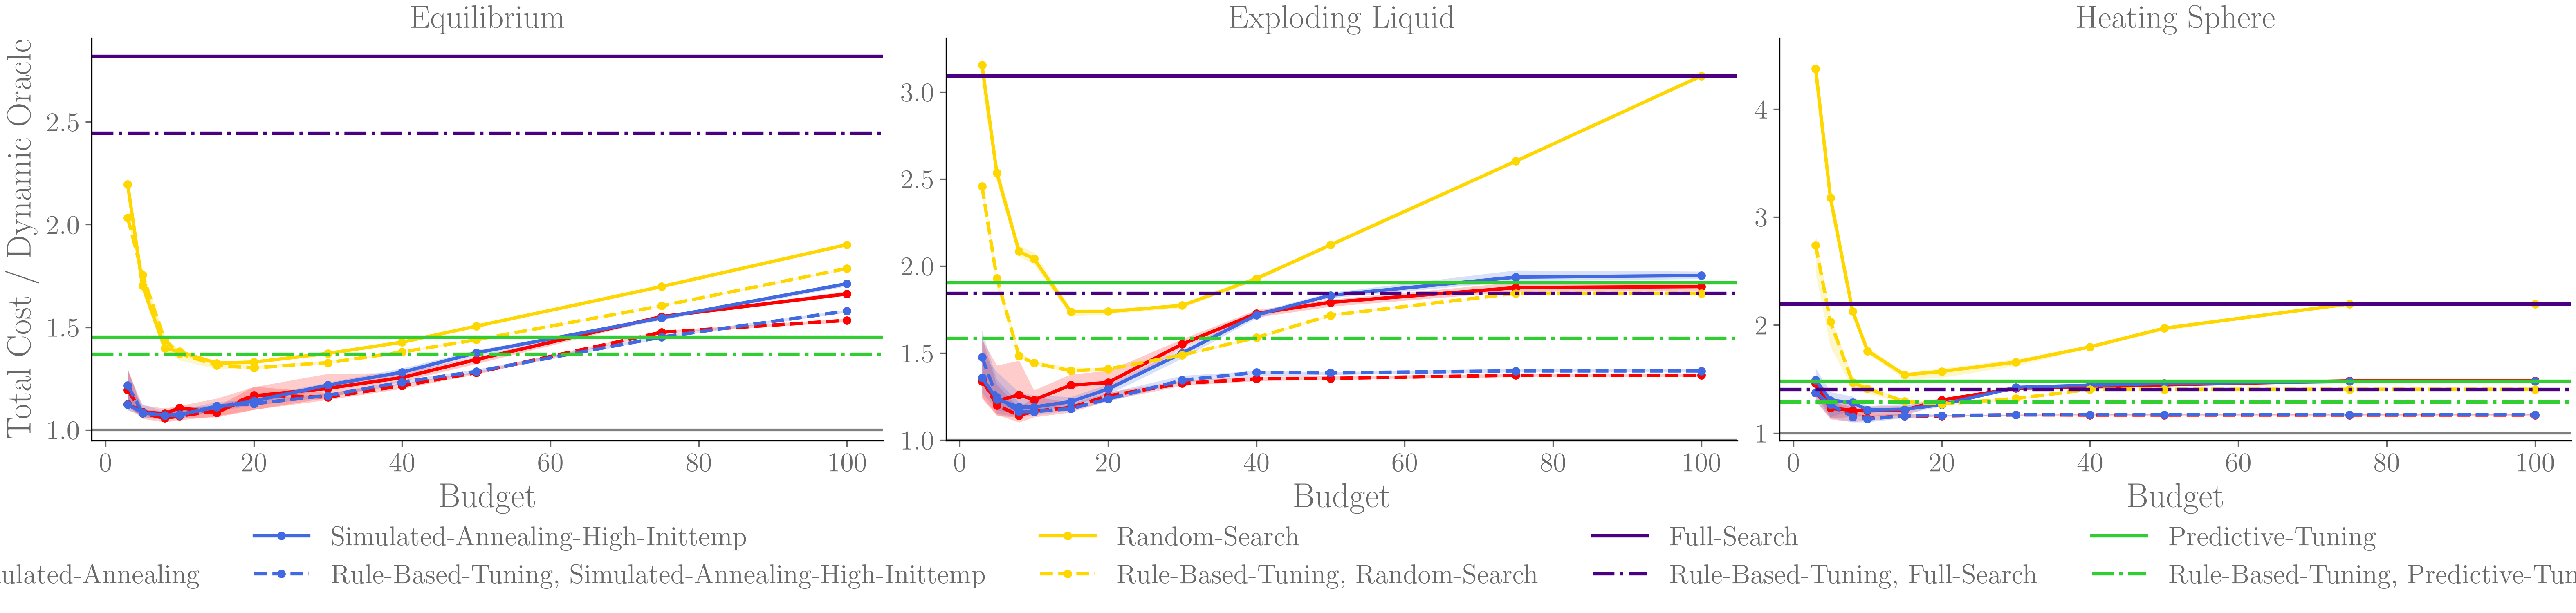 Equilibrium
Exploding Liquid
Heating Sphere
Total Cost / Dynamic Oracle
2.5
2.0
1.5
1.0
0 20 40 60 80 100
Budget
3.0
2.5
2.0
1.5
1.0
0 20 40 60 80 100
Budget
4
3
2
1
0 20 40 60 80 100
Budget
Simulated-Annealing-High-Inittemp Random-Search Full-Search Predictive-Tuning
ulated-Annealing Rule-Based-Tuning, Simulated-Annealing-High-Inittemp Rule-Based-Tuning, Random-Search Rule-Based-Tuning, Full-Search Rule-Based-Tuning, Predictive-Tun